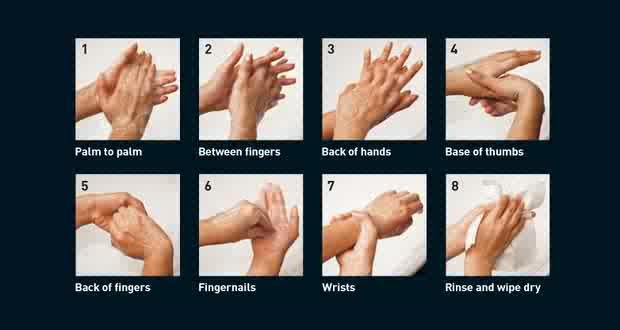 1
2
3
4
Palm to palm
Between fingers
Back of hands
Base of thumbs
5
6
7
8
Back of fingers
Fingernails
Wrists
Rinse and wipe dry